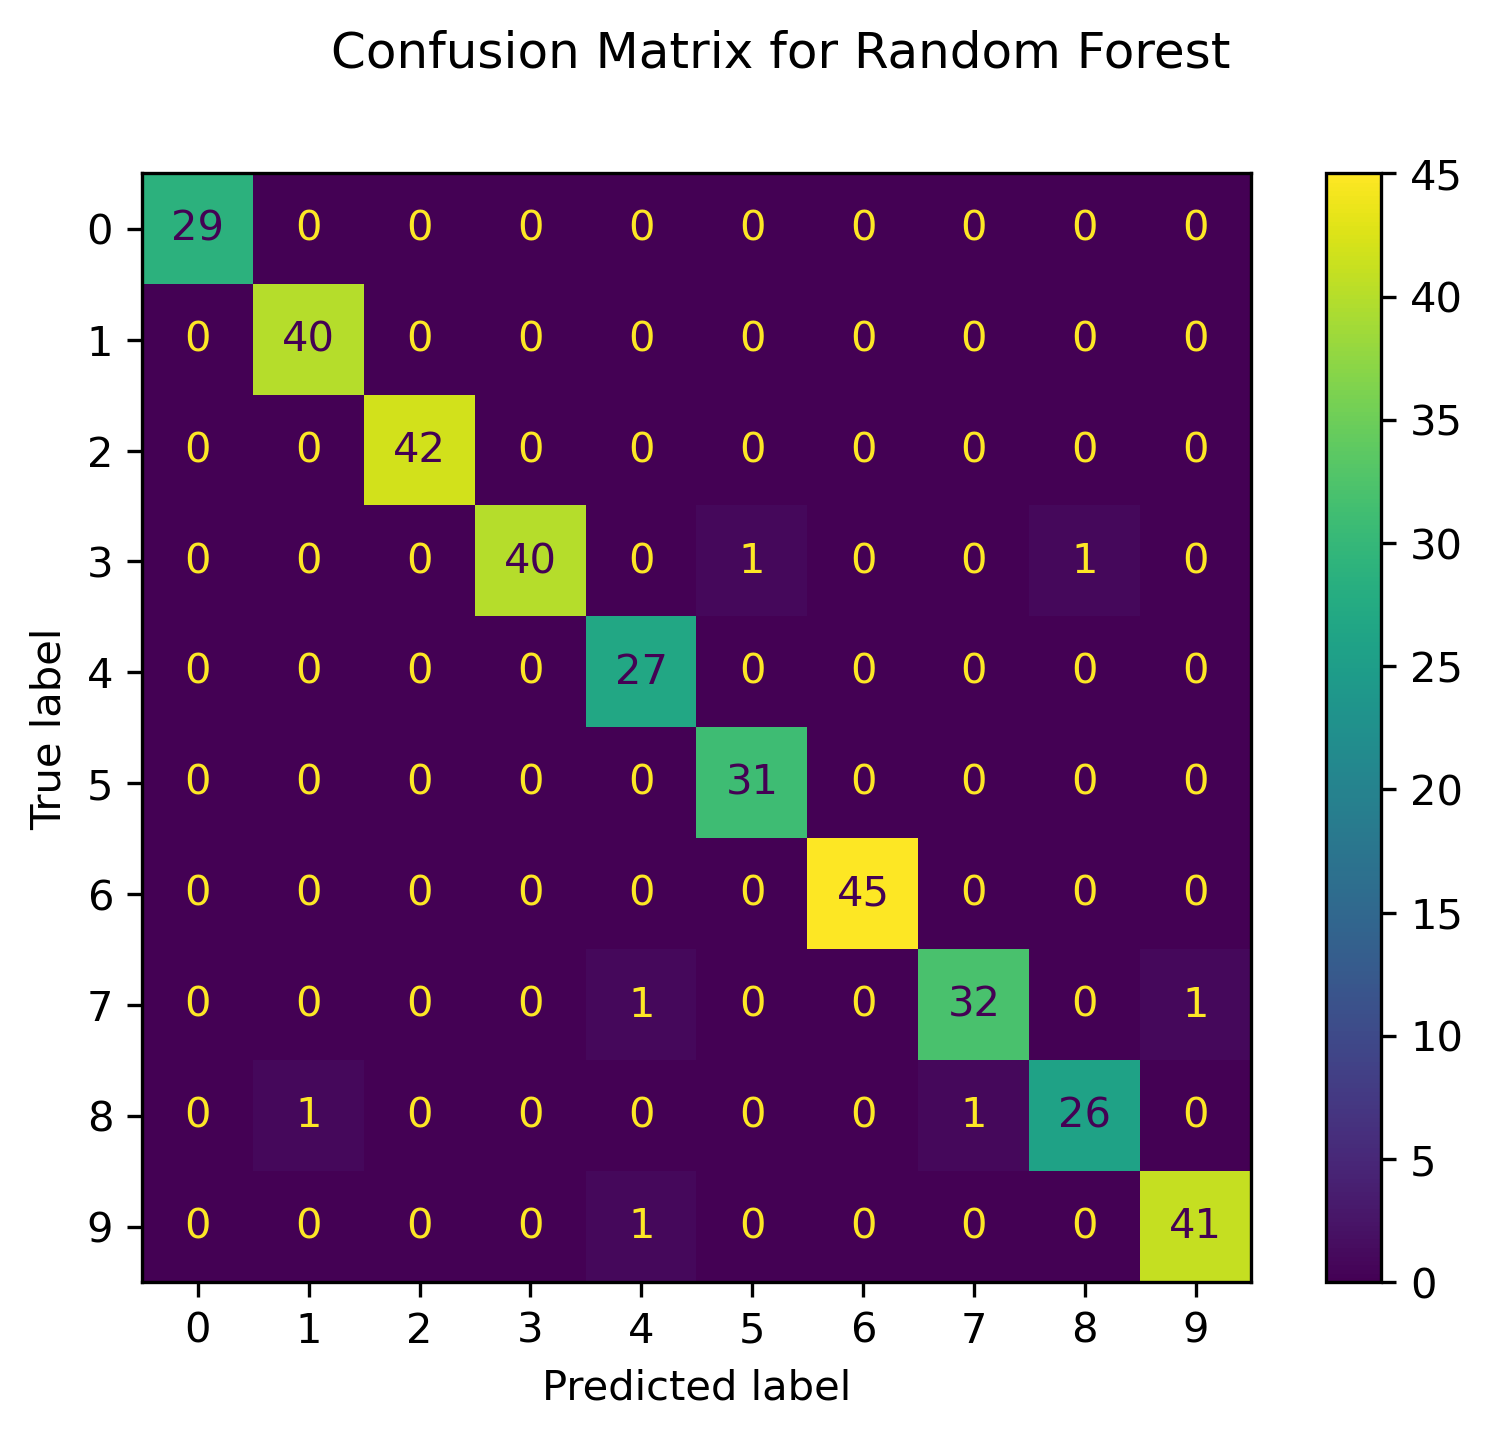 Confusion Matrix for Random Forest
0 29 0 0 0 0 0 0 0 0 0
1 0 40 0 0 0 0 0 0 0 0
2 0 0 42 0 0 0 0 0 0 0
3 0 0 0 40 0 1 0 0 1 0
4 0 0 0 0 27 0 0 0 0 0
5 0 0 0 0 0 31 0 0 0 0
6 0 0 0 0 0 0 45 0 0 0
7 0 0 0 0 1 0 0 32 0 1
8 0 1 0 0 0 0 0 1 26 0
9 0 0 0 0 1 0 0 0 0 41
0 1 2 3 4 5 6 7 8 9
Predicted label
True label
45
40
35
30
25
20
15
10
5
0